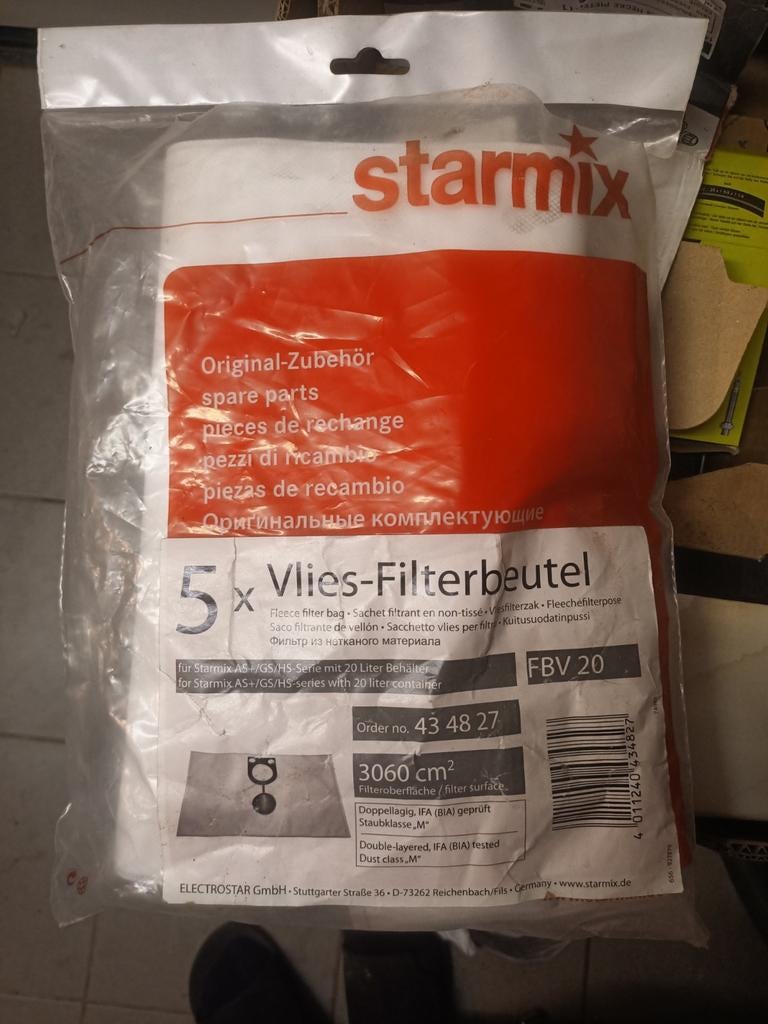 starmix
Original-Zubehör
spare parts
pièces de rechange
pezzi di ricambio
piezas de recambio
Оригинальные комплектующие
5 x Vlies-Filterbeutel
Fleece filter bag • Sachet filtrant en non-tissé • Vliesfilterzak • Fleechefilterpose
Saco filtrante de vellón • Sacchetto vlies per filtri • Kuitusuodatinpussi
Фильтр из нетканого материала
für Starmix AS+/GS/HS-Serie mit 20 Liter Behälter
for Starmix AS+/GS/HS-series with 20 liter container
FBV 20
Order no. 43 48 27
3060 cm²
Filteroberfläche / filter surface
Doppellagig, IFA (BIA) geprüft
Staubklasse „M“
Double-layered, IFA (BIA) tested
Dust class „M“
4 011240 434827
ELECTROSTAR GmbH • Stuttgarter Straße 36 • D-73262 Reichenbach/Fils • Germany • www.starmix.de